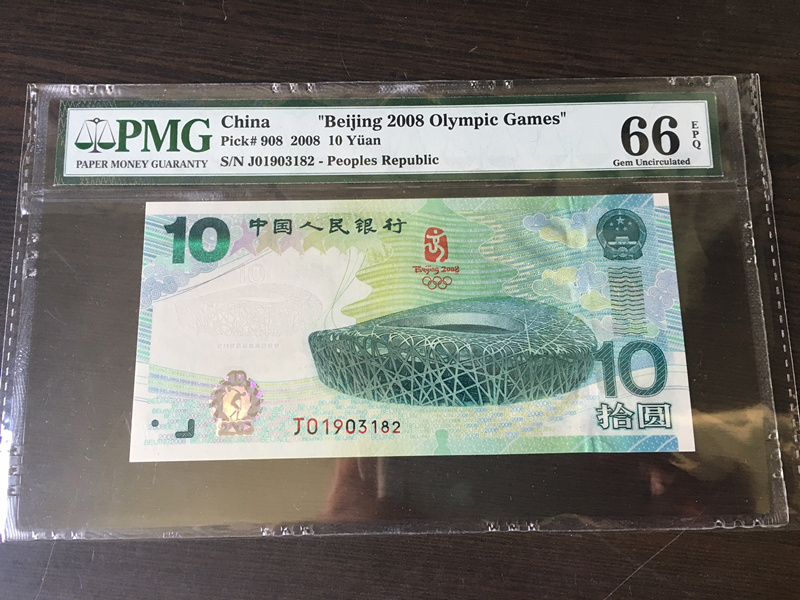 PMG
PAPER MONEY GUARANTY
China "Beijing 2008 Olympic Games"
Pick# 908 2008 10 Yüan
S/N J01903182 - Peoples Republic
66 EPQ
Gem Uncirculated
10 中国人民银行
Beijing 2008
10
拾圆
J01903182